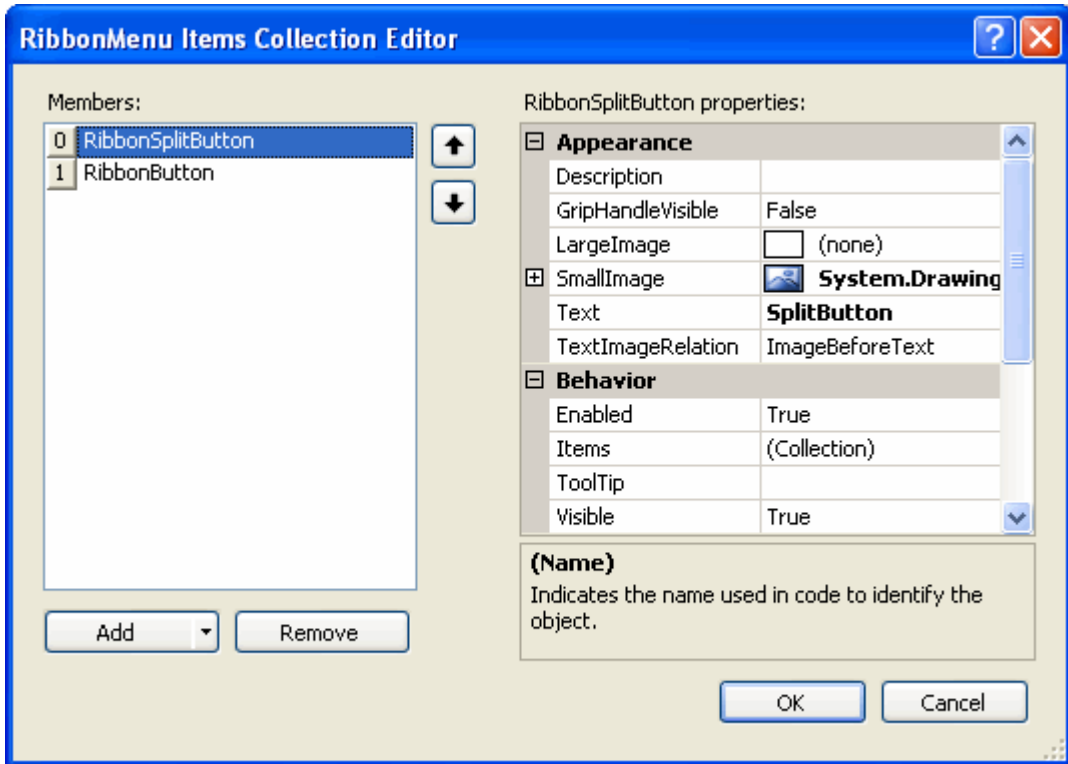 RibbonMenu Items Collection Editor
Members:
0 RibbonSplitButton
1 RibbonButton
Add
Remove
RibbonSplitButton properties:
Appearance
Description
GripHandleVisible False
LargeImage (none)
SmallImage System.Drawing
Text SplitButton
TextImageRelation ImageBeforeText
Behavior
Enabled True
Items (Collection)
ToolTip
Visible True
(Name)
Indicates the name used in code to identify the
object.
OK
Cancel